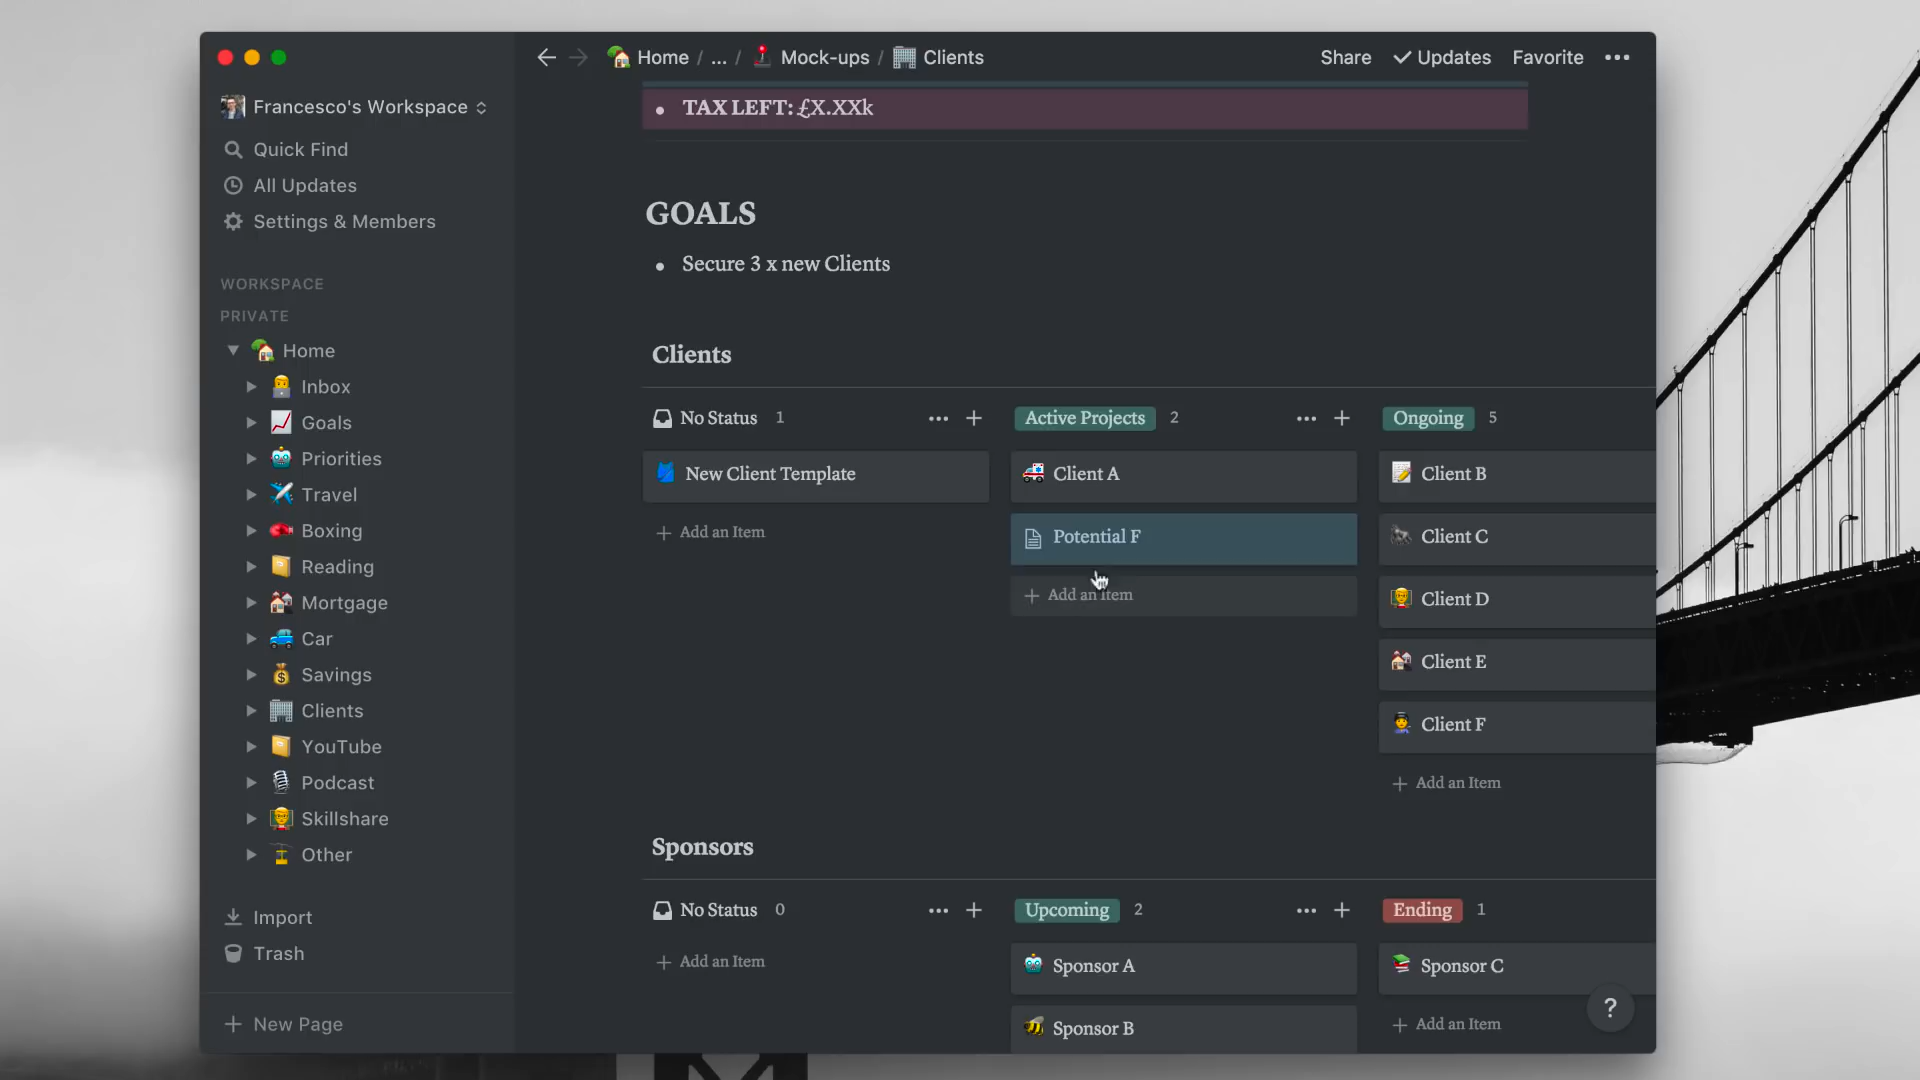 Home / ... / Mock-ups / Clients
Share Updates Favorite •••
Francesco's Workspace
Quick Find
All Updates
Settings & Members
WORKSPACE
PRIVATE
Home
Inbox
Goals
Priorities
Travel
Boxing
Reading
Mortgage
Car
Savings
Clients
YouTube
Podcast
Skillshare
Other
Import
Trash
+ New Page
• TAX LEFT: £X.XXk
GOALS
• Secure 3 x new Clients
Clients
No Status 1 ••• +
New Client Template
+ Add an Item
Active Projects 2 ••• +
Client A
Potential F
+ Add an Item
Ongoing 5
Client B
Client C
Client D
Client E
Client F
+ Add an Item
Sponsors
No Status 0 ••• +
+ Add an Item
Upcoming 2 ••• +
Sponsor A
Sponsor B
Ending 1
Sponsor C
+ Add an Item
?